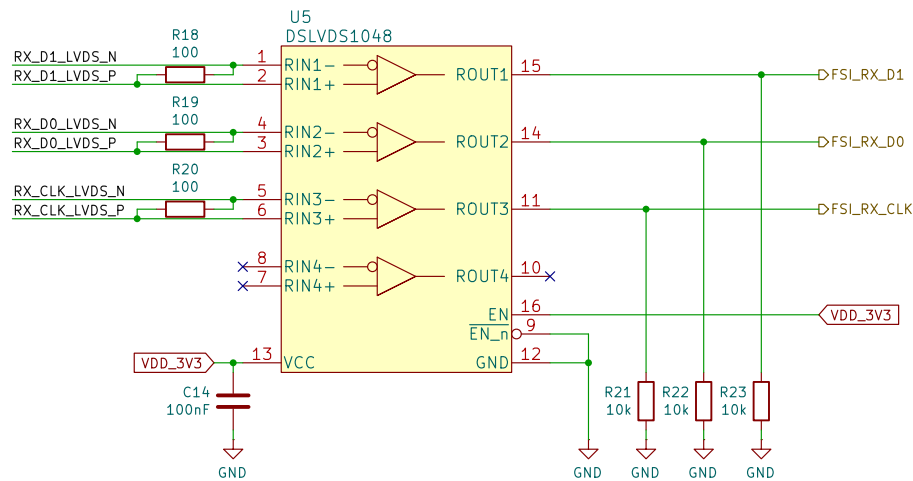 U5
DSLVDS1048
R18
100
RX_D1_LVDS_N
RX_D1_LVDS_P
1
2
RIN1-
RIN1+
ROUT1
15
FSI_RX_D1
R19
100
RX_D0_LVDS_N
RX_D0_LVDS_P
4
3
RIN2-
RIN2+
ROUT2
14
FSI_RX_D0
R20
100
RX_CLK_LVDS_N
RX_CLK_LVDS_P
5
6
RIN3-
RIN3+
ROUT3
11
FSI_RX_CLK
8
7
RIN4-
RIN4+
ROUT4
10
EN
16
VDD_3V3
EN_n
9
VDD_3V3
13
VCC
GND
12
C14
100nF
R21
10k
R22
10k
R23
10k
GND
GND
GND
GND
GND